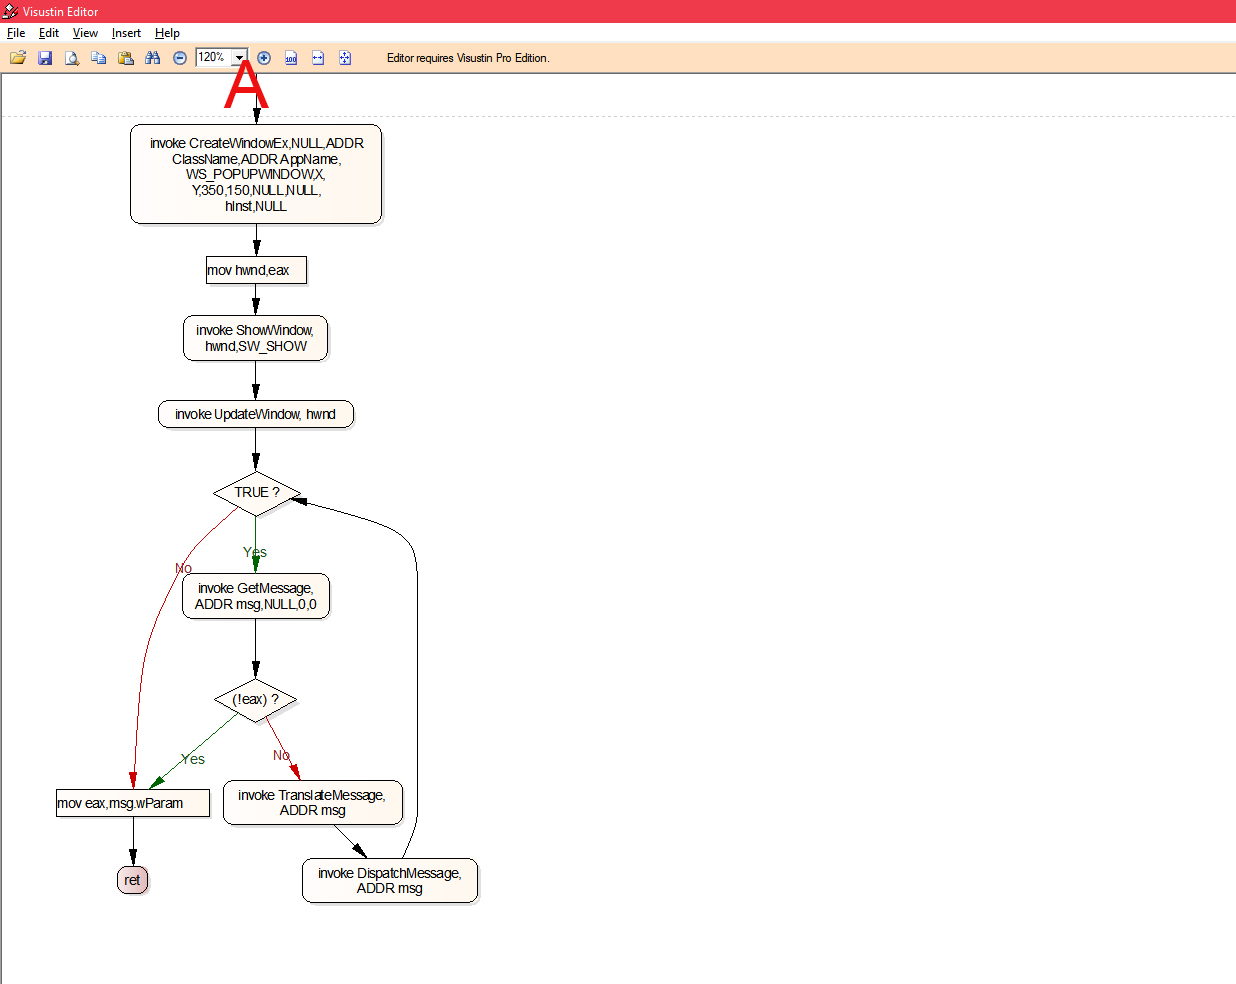 Visustin Editor
File Edit View Insert Help
120%
100
Editor requires Visustin Pro Edition.
A
invoke CreateWindowEx,NULL,ADDR
ClassName,ADDR AppName,
WS_POPUPWINDOW,X,
Y,350,150,NULL,NULL,
hInst,NULL
mov hwnd,eax
invoke ShowWindow,
hwnd,SW_SHOW
invoke UpdateWindow, hwnd
TRUE ?
Yes
No
invoke GetMessage,
ADDR msg,NULL,0,0
(!eax) ?
Yes
No
mov eax,msg.wParam
invoke TranslateMessage,
ADDR msg
ret
invoke DispatchMessage,
ADDR msg